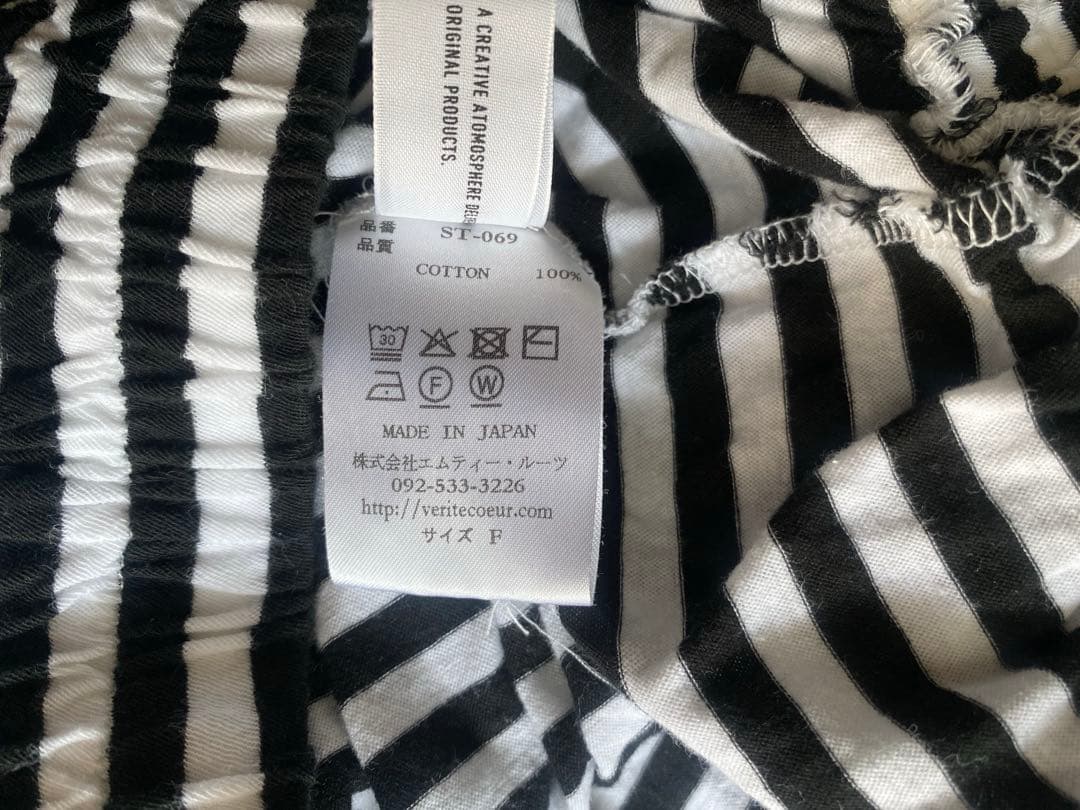 A CREATIVE ATOMOSPHERE
ORIGINAL PRODUCTS.
品番 ST-069
品質
COTTON 100%
30
F W
MADE IN JAPAN
株式会社エムティー・ルーツ
092-533-3226
http://veritecoeur.com
サイズ F